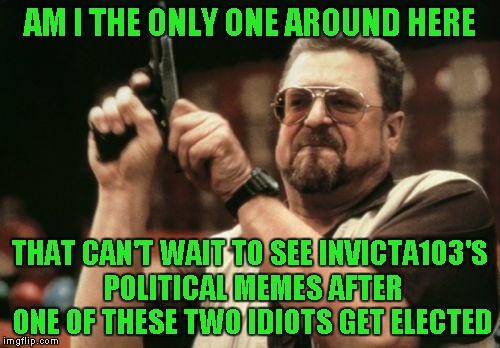 AM I THE ONLY ONE AROUND HERE
THAT CAN'T WAIT TO SEE INVICTA103'S
POLITICAL MEMES AFTER
ONE OF THESE TWO IDIOTS GET ELECTED
imgflip.com